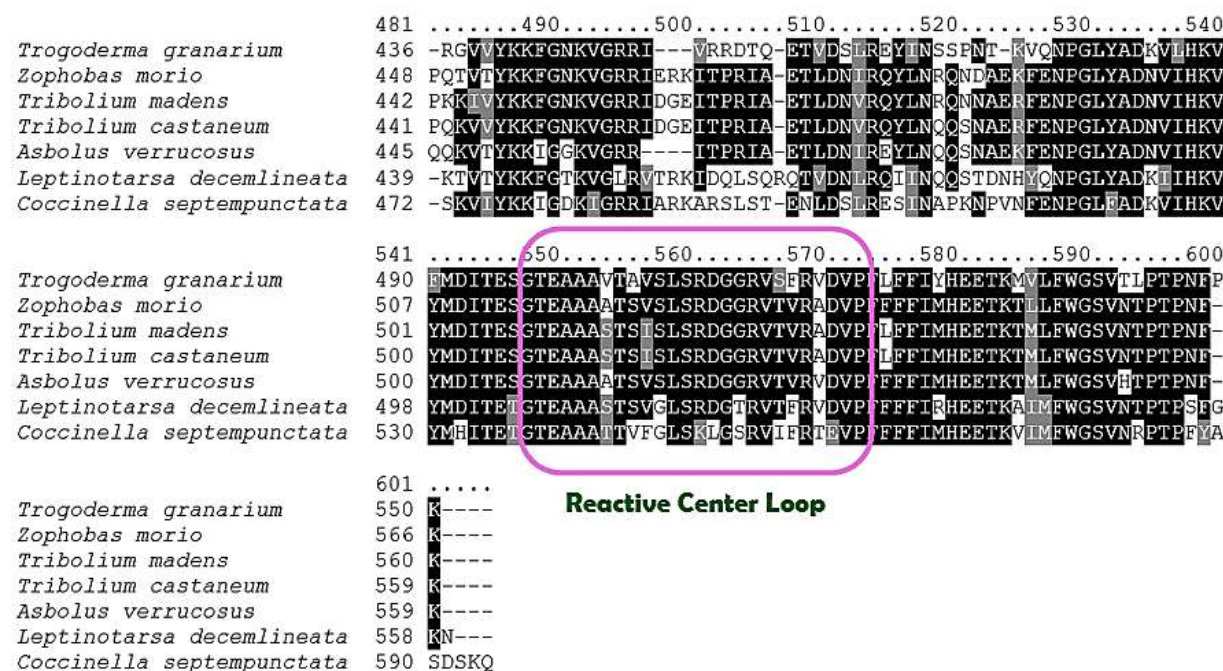 481 ........490.......500.......510.......520.......530.......540
Trogoderma granarium 436 -RGVVYKKFGNKVGRRI---VRRDTQ-ETVDSLREYINSSPNT-KVQNPGLYADKVLHKV
Zophobas morio 448 PQTVTYKKFGNKVGRRIERKITPRIA-ETLDNIRQYLNRQNDAEKFENPGLYADNVIHKV
Tribolium madens 442 PKKIVYKKFGNKVGRRIDGEITPRIA-ETLDNVRQYLNRQNNAERFENPGLYADNVIHKV
Tribolium castaneum 441 PQKVVYKKFGNKVGRRIDGEITPRIA-ETLDNVRQYLNQQSNAERFENPGLYADNVIHKV
Asbolus verrucosus 445 QQKVTYKKIGGKVGRRV----TPRIA-ETLDNIREYLNQQSNAEKFENPGLYADNVIHKV
Leptinotarsa decemlineata 439 -KTVTYKKFGTKVGLRVTRKIDQLSQRQTVDNLRQIINQQSTDNHYQNPGLYADKIIHKV
Coccinella septempunctata 472 -SKVIYKKIGDKIGRRIARKARSLST-ENLDSLRESINAPKNPVNFENPGLFADKVIHKV
541 ........550.......560.......570.......580.......590.......600
Trogoderma granarium 490 FMDITESGTEAAAVTAVSLSRDGGRVSFRVDVPFLFFIYHEETKMVLFWGSVTLPTPNFP
Zophobas morio 507 YMDITESGTEAAAATSVSLSRDGGRVTVRADVPFFFFIMHEETKTLLFWGSVNTPTPNF-
Tribolium madens 501 YMDITESGTEAAASTSISLSRDGGRVTVRADVPFLFFIMHEETKTMLFWGSVNTPTPNF-
Tribolium castaneum 500 YMDITESGTEAAASTSISLSRDGGRVTVRADVPFLFFIMHEETKTMLFWGSVNTPTPNF-
Asbolus verrucosus 500 YMDITESGTEAAAATSVSLSRDGGRVTVRVDVPFFFFIMHEETKTMLFWGSVHTPTPNF-
Leptinotarsa decemlineata 498 YMDITETGTEAAASTSVGLSRDGTRVTFRVDVPFFFFIRHEETKAIMFWGSVNTPTPSFG
Coccinella septempunctata 530 YMHITETGTEAAATTVFGLSKLGSRVIFRTEVPFFFFIMHEETKVIMFWGSVNRPTPFYA
Reactive Center Loop
601 .....
Trogoderma granarium 550 K----
Zophobas morio 566 K----
Tribolium madens 560 K----
Tribolium castaneum 559 K----
Asbolus verrucosus 559 K----
Leptinotarsa decemlineata 558 KN---
Coccinella septempunctata 590 SDSKQ